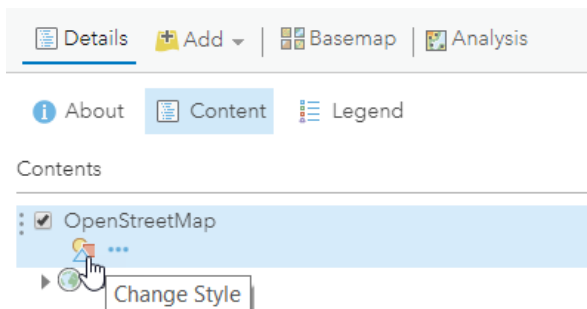 Details Add Basemap Analysis
About Content Legend
Contents
OpenStreetMap
Change Style